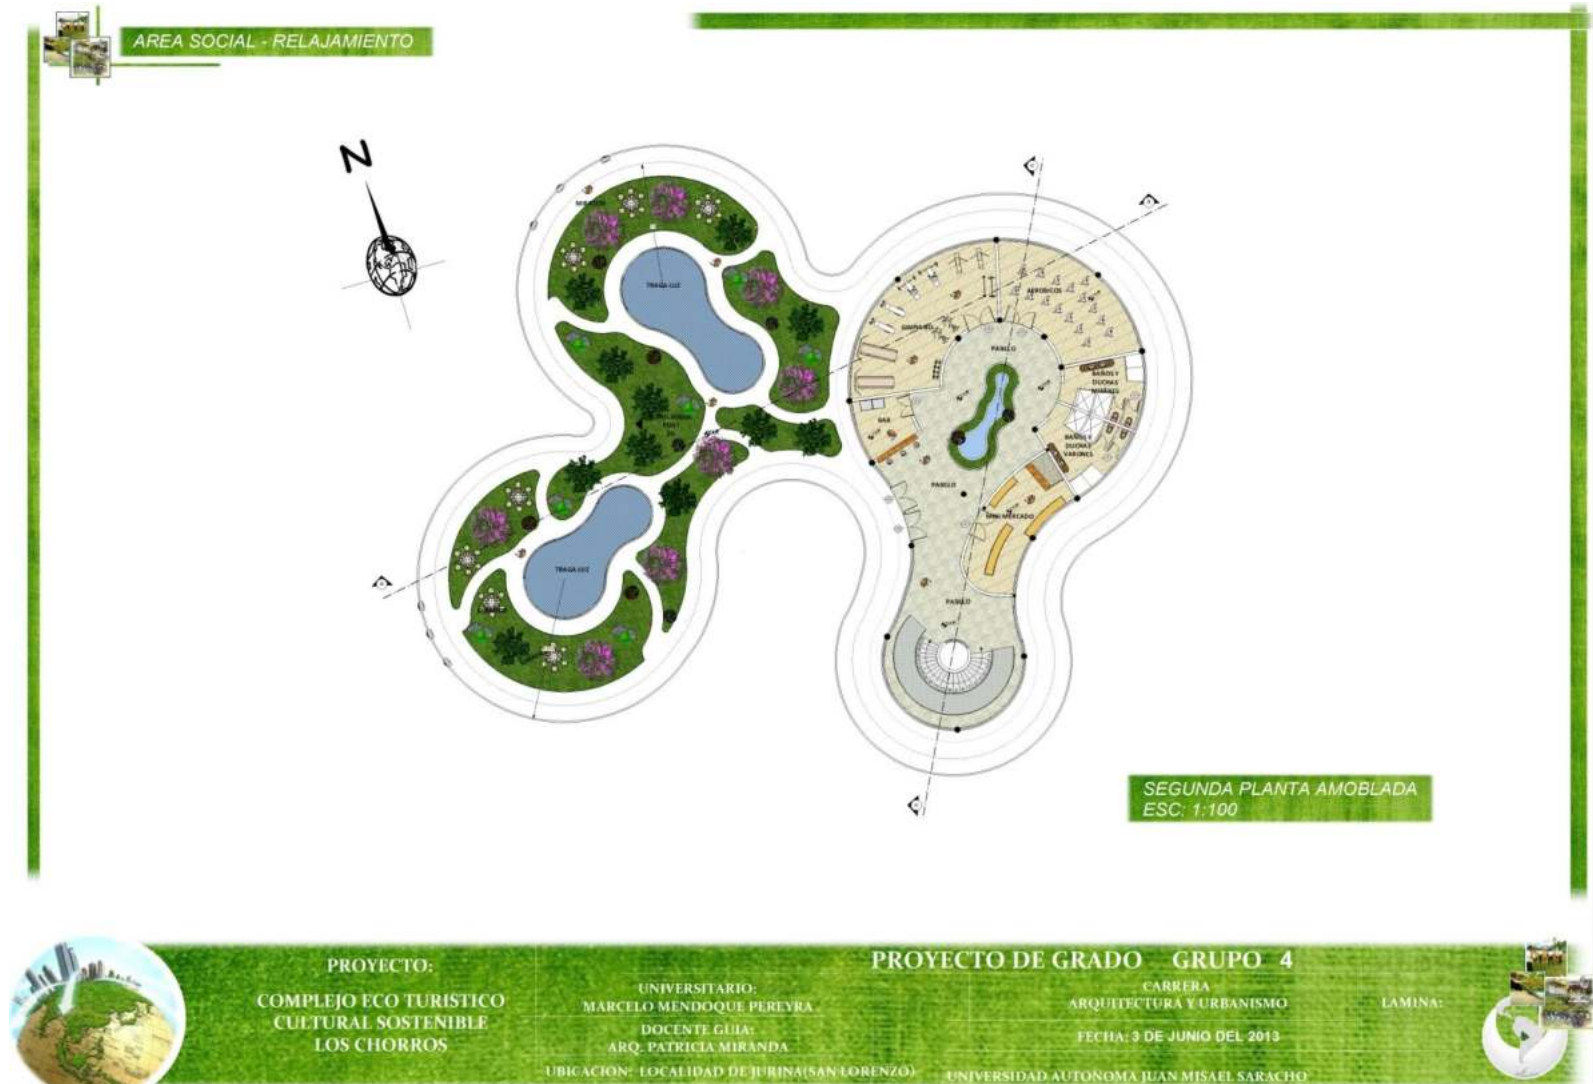 AREA SOCIAL - RELAJAMIENTO
N
MIRADOR
TRAGA LUZ
AEROBICOS
GIMNASIO
PASILLO
BAÑOS Y
DUCHAS
MUJERES
BAR
BAÑOS Y
DUCHAS
VARONES
PASILLO
MINI MERCADO
TRAGA LUZ
PASILLO
SEGUNDA PLANTA AMOBLADA
ESC: 1:100
PROYECTO:
COMPLEJO ECO TURISTICO
CULTURAL SOSTENIBLE
LOS CHORROS
UNIVERSITARIO:
MARCELO MENDOQUE PEREYRA
DOCENTE GUIA:
ARQ. PATRICIA MIRANDA
UBICACION: LOCALIDAD DE JURINA(SAN LORENZO)
PROYECTO DE GRADO GRUPO 4
CARRERA
ARQUITECTURA Y URBANISMO
FECHA: 3 DE JUNIO DEL 2013
UNIVERSIDAD AUTONOMA JUAN MISAEL SARACHO
LAMINA: